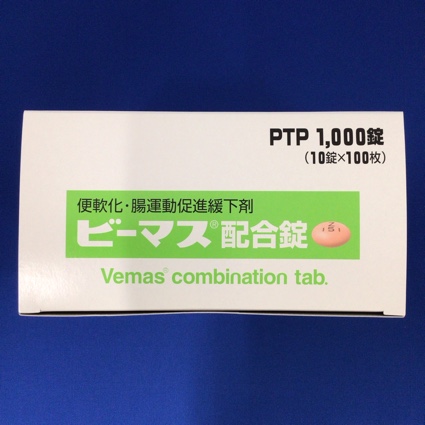 PTP 1,000錠
(10錠×100枚)
便軟化・腸運動促進緩下剤
ビーマス®配合錠
Vemas® combination tab.